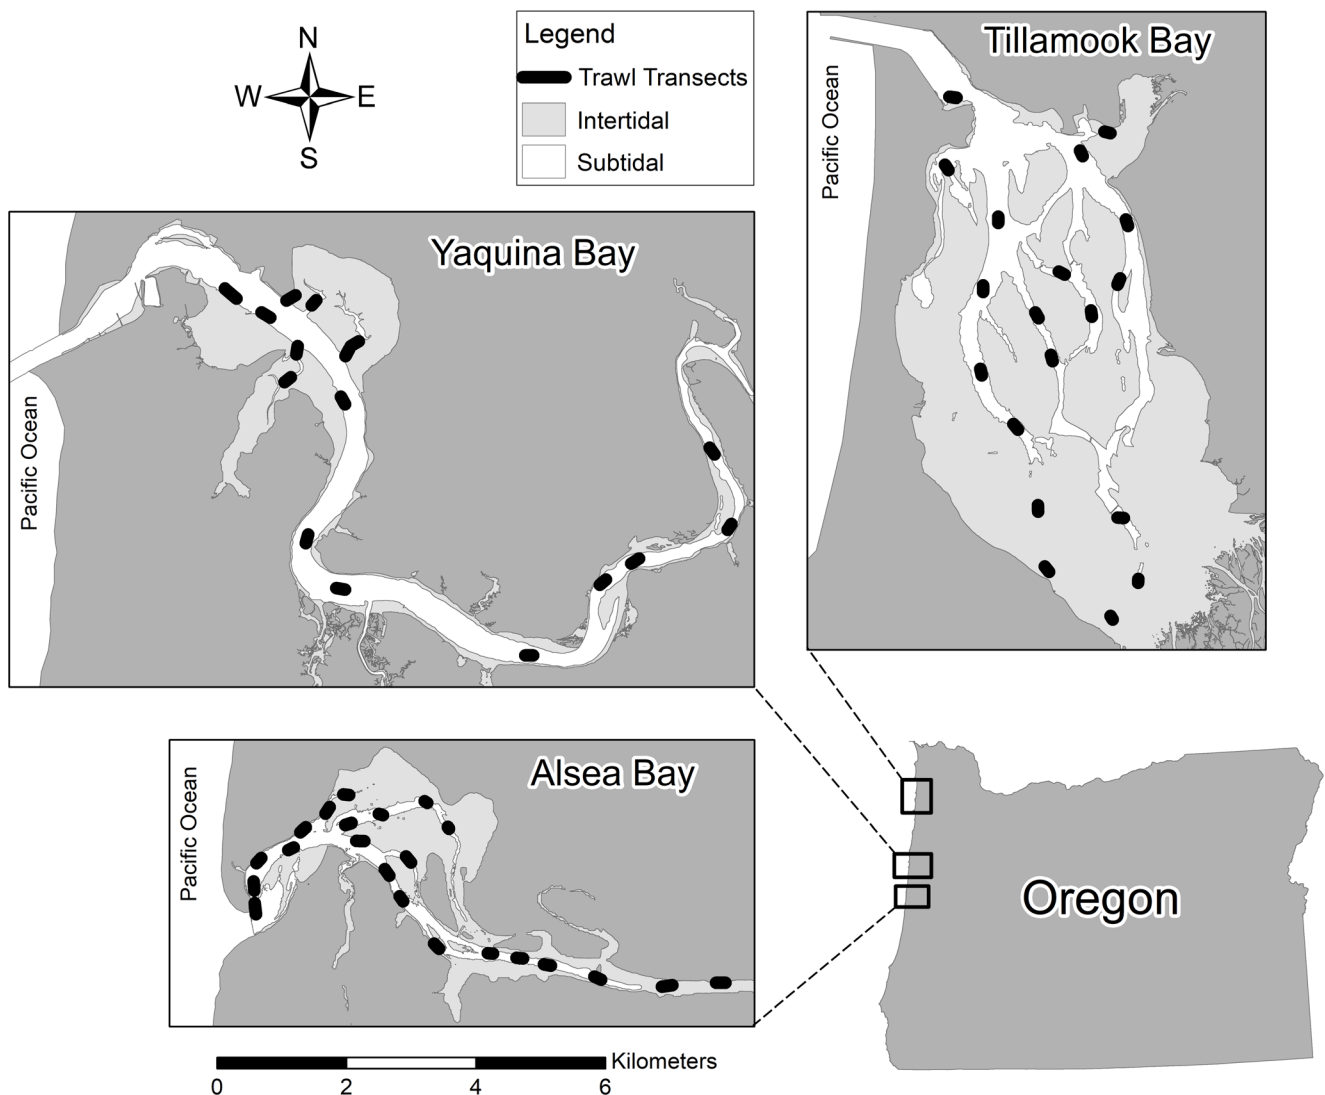 N
W E
S
Legend
Trawl Transects
Intertidal
Subtidal
Tillamook Bay
Pacific Ocean
Yaquina Bay
Pacific Ocean
Alsea Bay
Pacific Ocean
Oregon
Kilometers
0 2 4 6